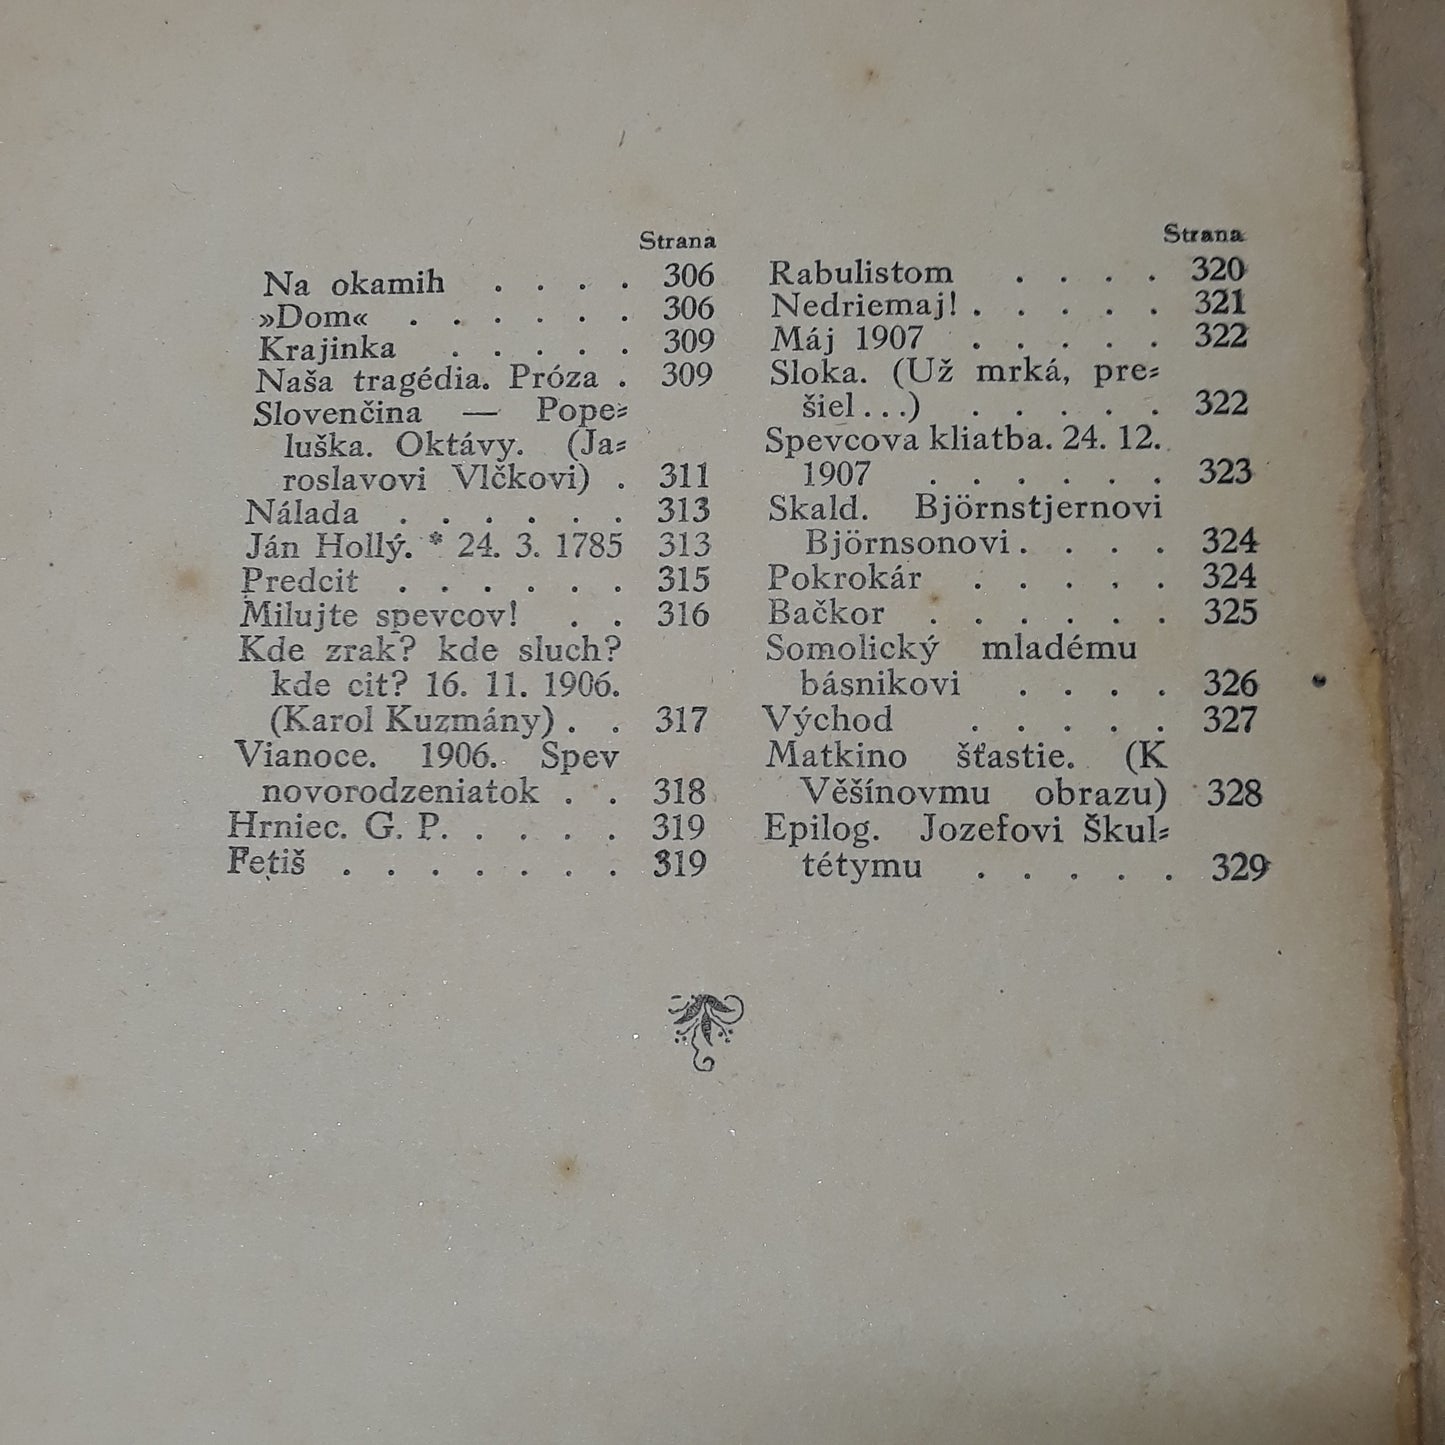 Strana
Na okamih . . . . 306
»Dom« . . . . . . 306
Krajinka . . . . . 309
Naša tragédia. Próza . 309
Slovenčina — Pope-
luška. Oktávy. (Ja-
roslavovi Vlčkovi) . 311
Nálada . . . . . . 313
Ján Hollý. * 24. 3. 1785 313
Predcit . . . . . . 315
Milujte spevcov! . . 316
Kde zrak? kde sluch?
kde cit? 16. 11. 1906.
(Karol Kuzmány) . . 317
Vianoce. 1906. Spev
novorodzeniatok . . 318
Hrniec. G. P. . . . . 319
Fetiš . . . . . . . 319
Strana
Rabulistom . . . . 320
Nedriemaj! . . . . . 321
Máj 1907 . . . . . 322
Sloka. (Už mrká, pre-
šiel . . .) . . . . . 322
Spevcova kliatba. 24. 12.
1907 . . . . . . 323
Skald. Björnstjernovi
Björnsonovi . . . . 324
Pokrokár . . . . . 324
Bačkor . . . . . . 325
Somolický mladému
básnikovi . . . . 326
Východ . . . . . 327
Matkino šťastie. (K
Věšínovmu obrazu) 328
Epilog. Jozefovi Škul-
tétymu . . . . . 329